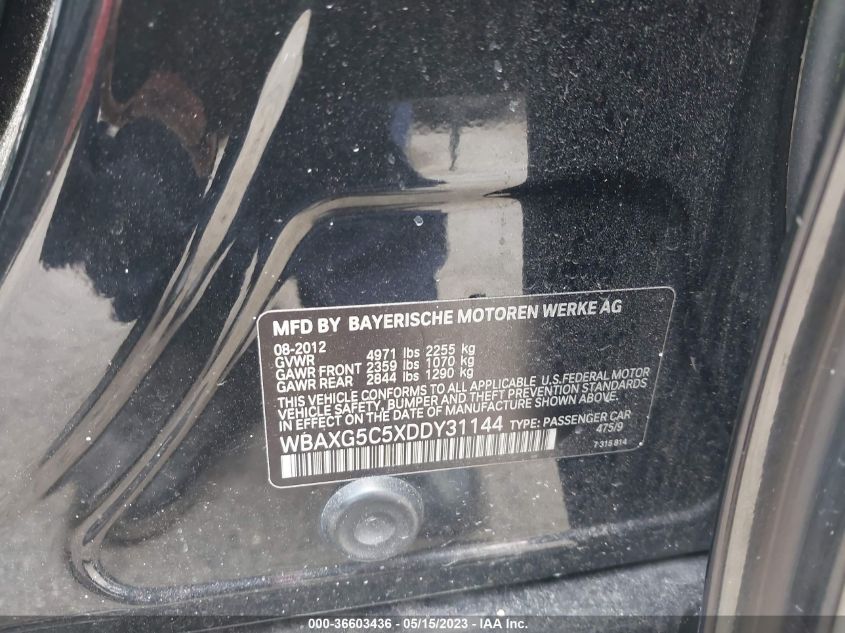 MFD BY BAYERISCHE MOTOREN WERKE AG
08-2012
GVWR 4971 lbs 2255 kg
GAWR FRONT 2359 lbs 1070 kg
GAWR REAR 2844 lbs 1290 kg
THIS VEHICLE CONFORMS TO ALL APPLICABLE U.S.FEDERAL MOTOR
VEHICLE SAFETY, BUMPER AND THEFT PREVENTION STANDARDS
IN EFFECT ON THE DATE OF MANUFACTURE SHOWN ABOVE.
WBAXG5C5XDDY31144 TYPE: PASSENGER CAR
475/9
7 315 814
000-36603436 - 05/15/2023 - IAA Inc.